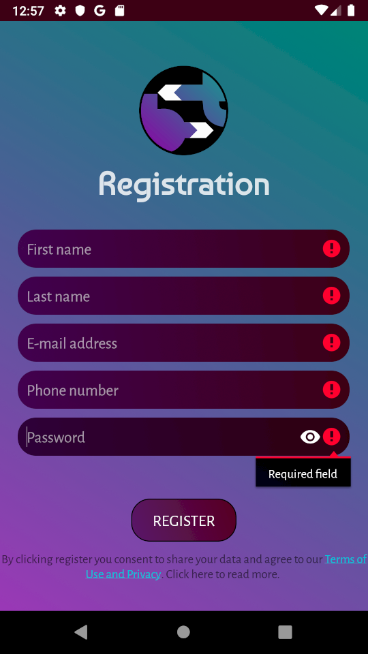 12:57
Registration
First name
Last name
E-mail address
Phone number
Password
Required field
REGISTER
By clicking register you consent to share your data and agree to our Terms of
Use and Privacy. Click here to read more.